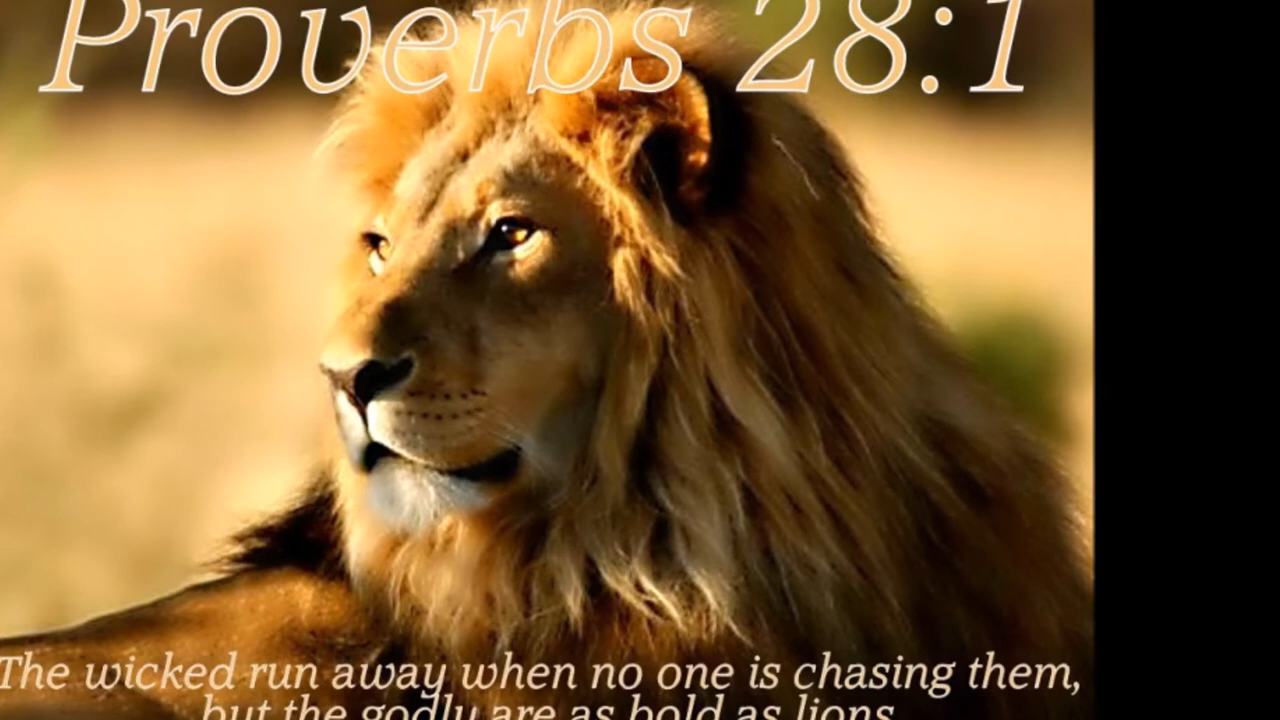 Proverbs 28:1
The wicked run away when no one is chasing them,
but the godly are as bold as lions